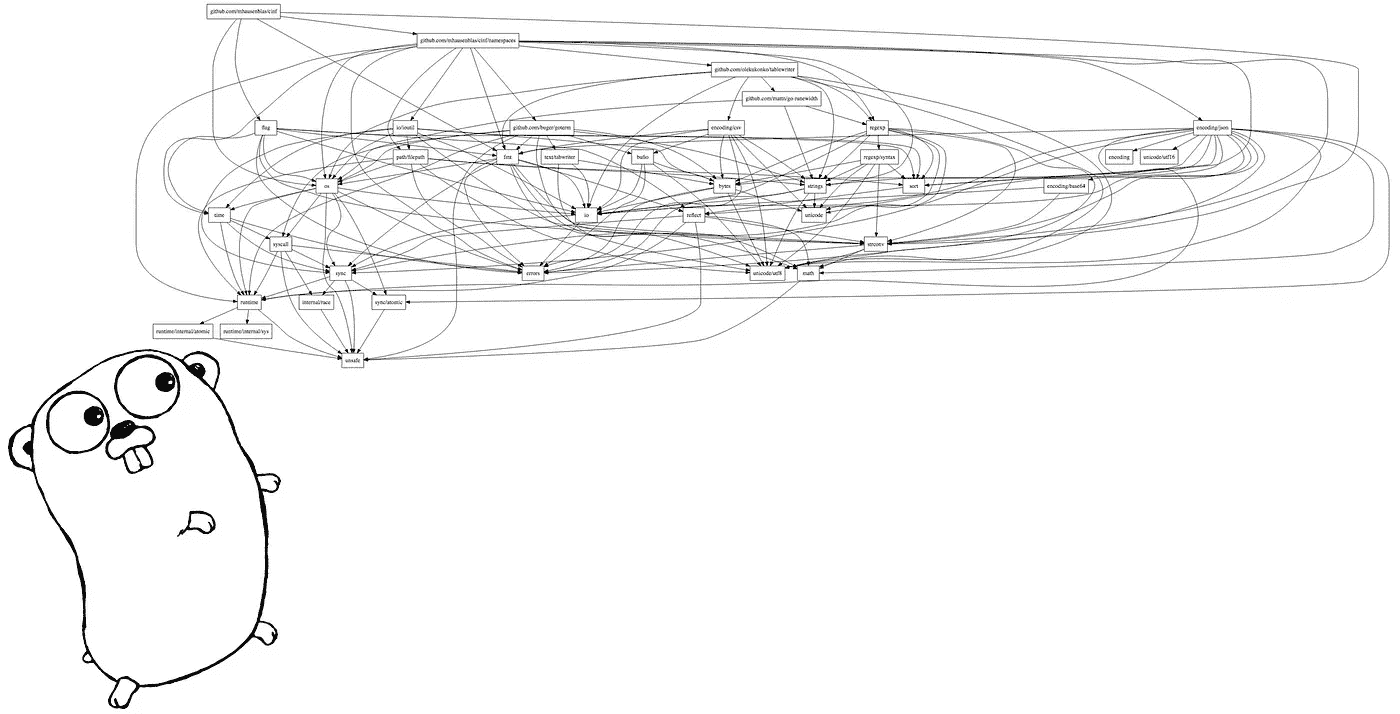 github.com/mhausenblas/cinf
github.com/mhausenblas/cinf/namespaces
github.com/olekukonko/tablewriter
github.com/mattn/go-runewidth
flag
io/ioutil
github.com/buger/goterm
encoding/csv
regexp
encoding/json
path/filepath
fmt
text/tabwriter
bufio
regexp/syntax
encoding
unicode/utf16
os
bytes
strings
sort
encoding/base64
time
io
reflect
unicode
syscall
strconv
sync
errors
unicode/utf8
math
runtime
internal/race
sync/atomic
runtime/internal/atomic
runtime/internal/sys
unsafe